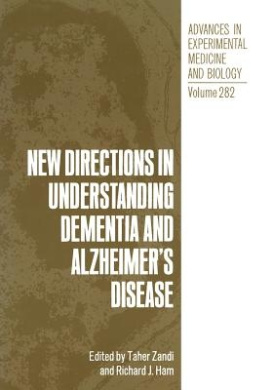 ADVANCES IN
EXPERIMENTAL
MEDICINE
AND BIOLOGY
Volume 282
NEW DIRECTIONS IN
UNDERSTANDING
DEMENTIA AND
ALZHEIMER'S
DISEASE
Edited by Taher Zandi
and Richard J. Ham